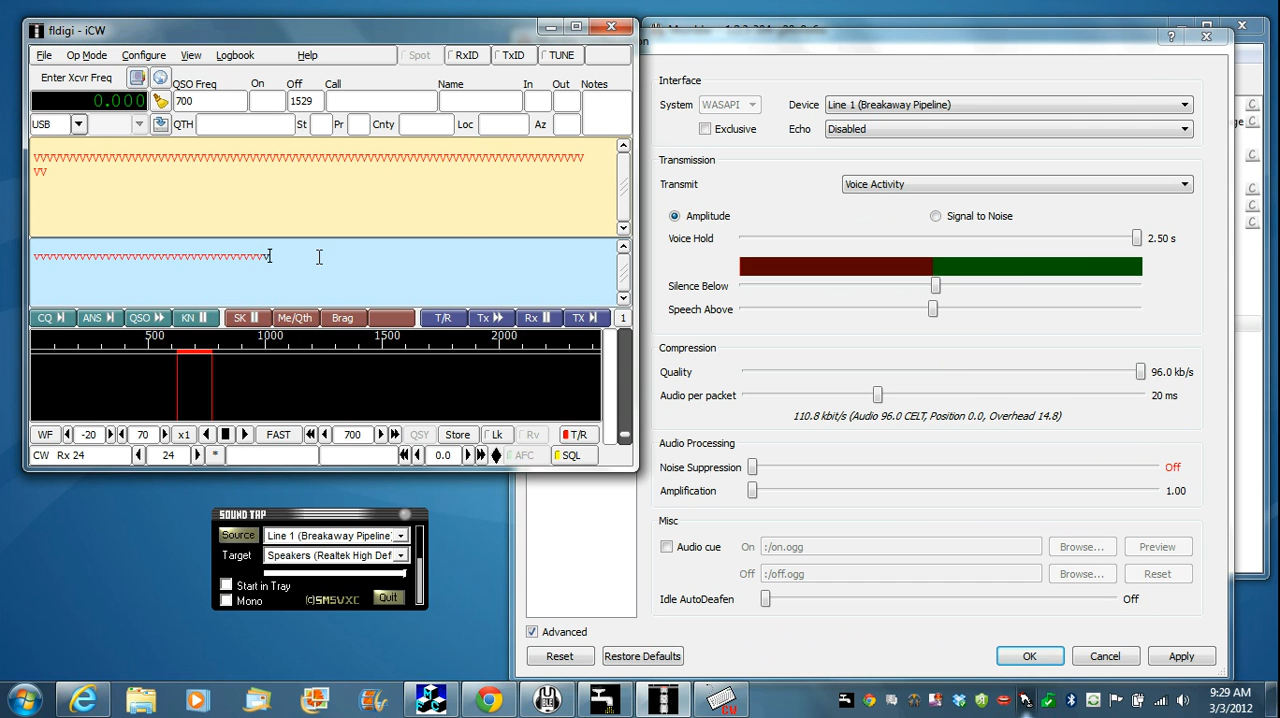 fldigi - iCW
File Op Mode Configure View Logbook Help Spot RxID TxID TUNE
Enter Xcvr Freq QSO Freq On Off Call Name In Out Notes
0.000 700 1529
USB QTH St Pr Cnty Loc Az
VVVVVVVVVVVVVVVVVVVVVVVVVVVVVVVVVVVVVVVVVVVVVVVVVVVVVVVVVVVVVVVVVVVVVVVVVVVVVVVVVVVV
VV
VVVVVVVVVVVVVVVVVVVVVVVVVVVVVVVVVVVV
CQ ANS QSO KN SK Me/Qth Brag T/R Tx Rx TX 1
500 1000 1500 2000
WF -20 70 x1 FAST 700 QSY Store Lk Rv T/R
CW Rx 24 24 * 0.0 AFC SQL
SOUND TAP
Source Line 1 (Breakaway Pipeline)
Target Speakers (Realtek High Def
Start in Tray
Mono (c)SMSVXC Quit
Interface
System WASAPI Device Line 1 (Breakaway Pipeline)
Exclusive Echo Disabled
Transmission
Transmit Voice Activity
Amplitude Signal to Noise
Voice Hold 2.50 s
Silence Below
Speech Above
Compression
Quality 96.0 kb/s
Audio per packet 20 ms
110.8 kbit/s (Audio 96.0 CELT, Position 0.0, Overhead 14.8)
Audio Processing
Noise Suppression Off
Amplification 1.00
Misc
Audio cue On :/on.ogg Browse... Preview
Off :/off.ogg Browse... Reset
Idle AutoDeafen Off
Advanced
Reset Restore Defaults OK Cancel Apply
CW
9:29 AM
3/3/2012